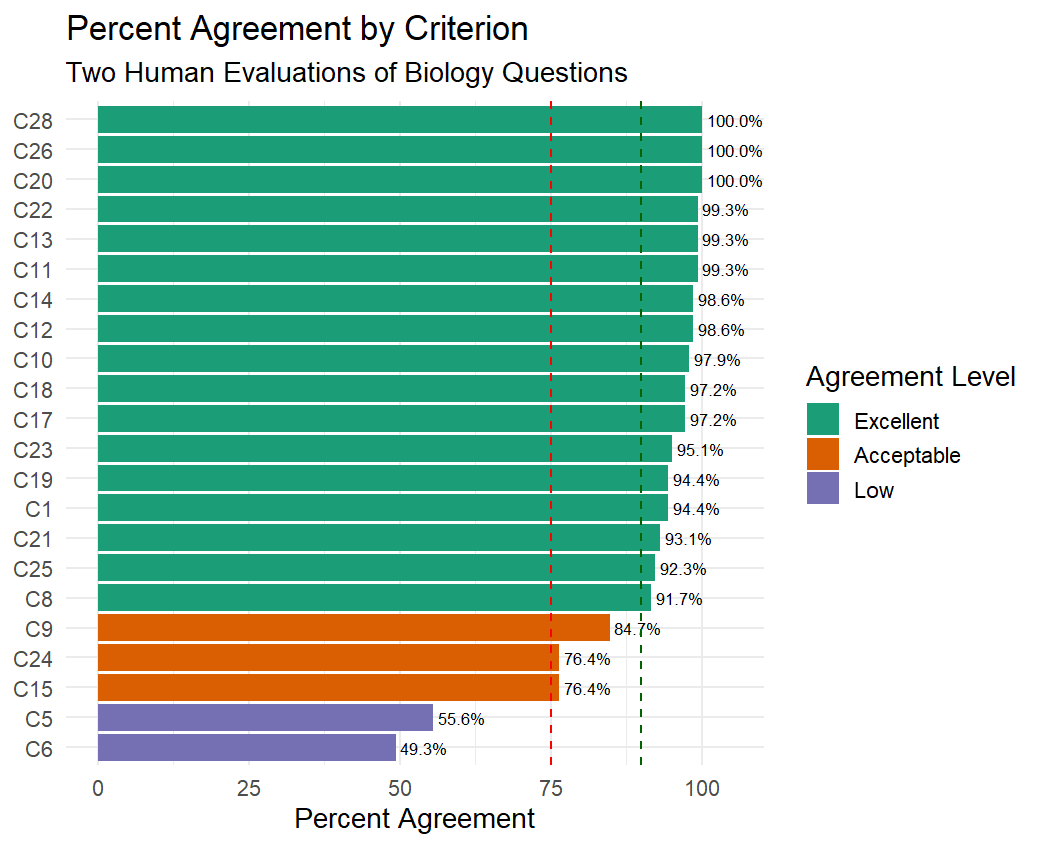 Percent Agreement by Criterion
Two Human Evaluations of Biology Questions
C28 100.0%
C26 100.0%
C20 100.0%
C22 99.3%
C13 99.3%
C11 99.3%
C14 98.6%
C12 98.6%
C10 97.9%
C18 97.2%
C17 97.2%
C23 95.1%
C19 94.4%
C1 94.4%
C21 93.1%
C25 92.3%
C8 91.7%
C9 84.7%
C24 76.4%
C15 76.4%
C5 55.6%
C6 49.3%
0 25 50 75 100
Percent Agreement
Agreement Level
Excellent
Acceptable
Low